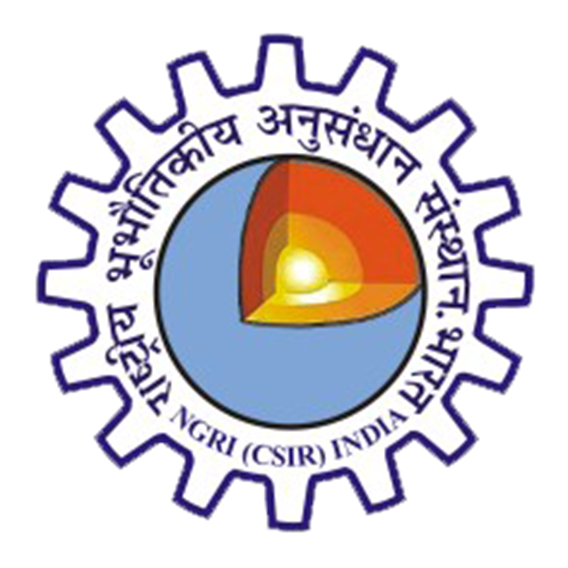 राष्ट्रीय भूभौतिकीय अनुसंधान संस्थान, भारत
NGRI (CSIR) INDIA